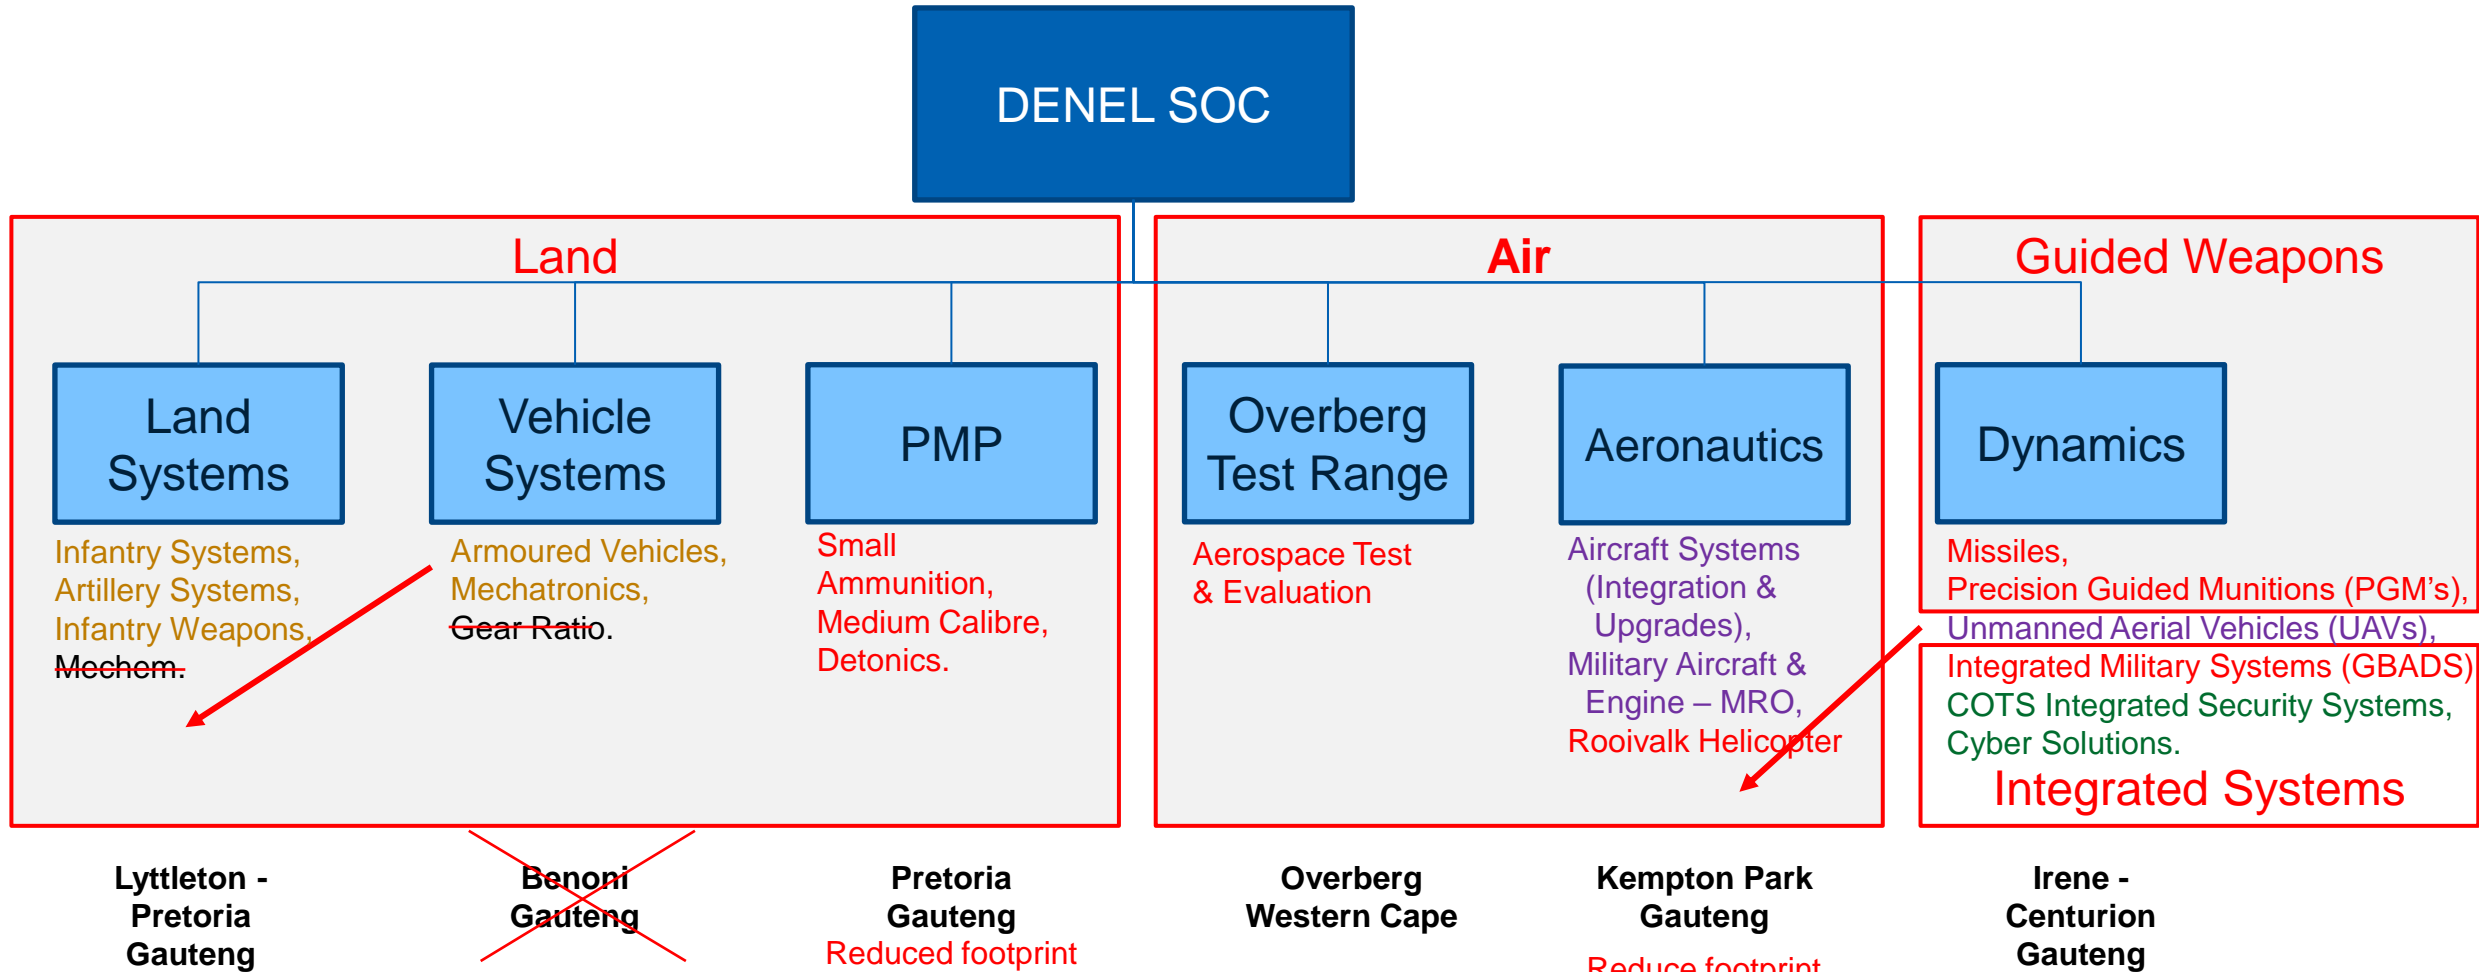 DENEL SOC
Land
Air
Guided Weapons
Land
Systems
Vehicle
Systems
PMP
Overberg
Test Range
Aeronautics
Dynamics
Infantry Systems,
Artillery Systems,
Infantry Weapons,
Mechem.
Armoured Vehicles,
Mechatronics,
Gear Ratio.
Small
Ammunition,
Medium Calibre,
Detonics.
Aerospace Test
& Evaluation
Aircraft Systems
(Integration &
Upgrades),
Military Aircraft &
Engine – MRO,
Rooivalk Helicopter
Missiles,
Precision Guided Munitions (PGM’s),
Unmanned Aerial Vehicles (UAVs),
Integrated Military Systems (GBADS)
COTS Integrated Security Systems,
Cyber Solutions.
Integrated Systems
Lyttleton -
Pretoria
Gauteng
Benoni
Gauteng
Pretoria
Gauteng
Reduced footprint
Overberg
Western Cape
Kempton Park
Gauteng
Reduce footprint
Irene -
Centurion
Gauteng